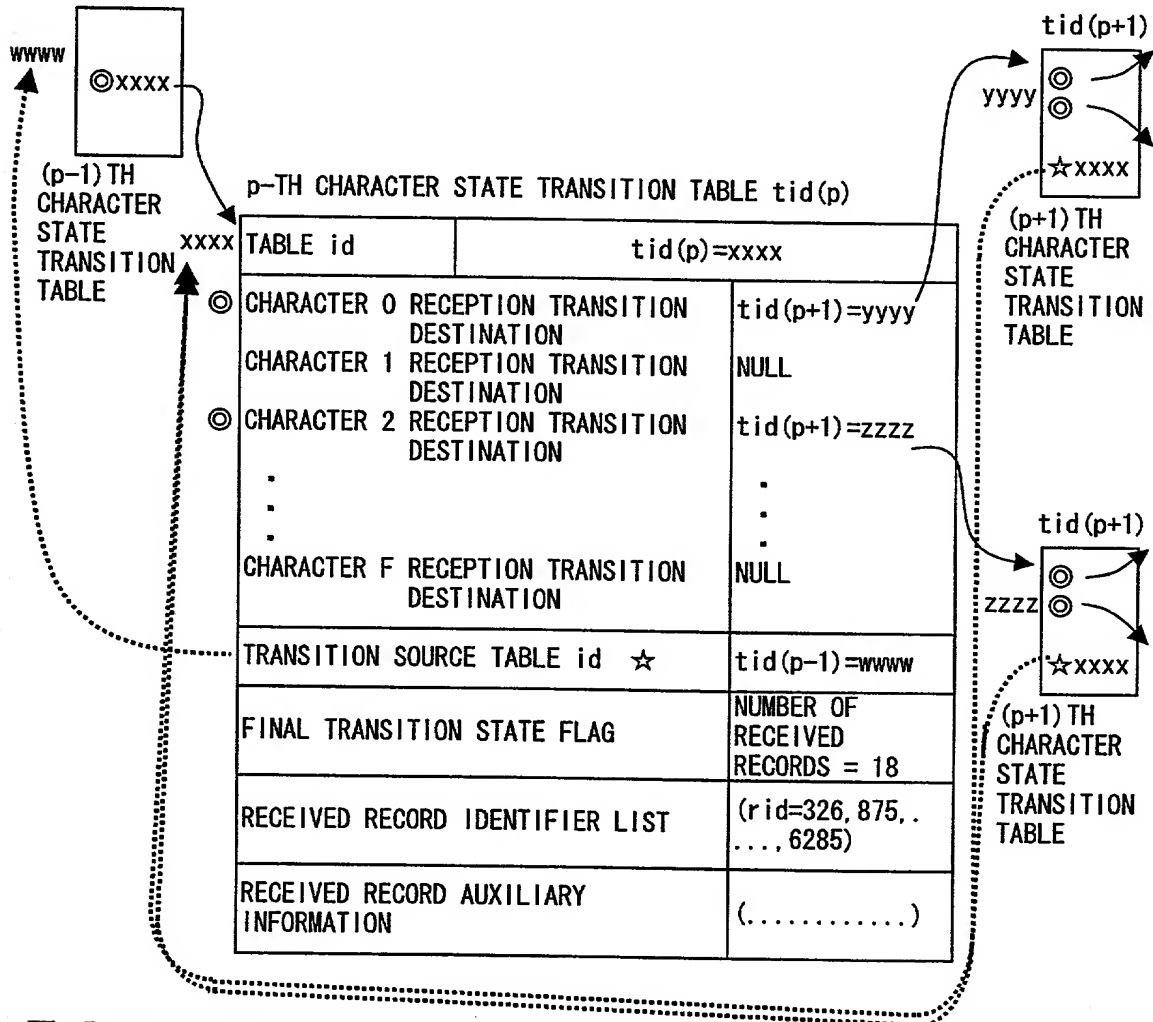 wwww
◎xxxx
(p-1)TH
CHARACTER
STATE
TRANSITION
TABLE
tid(p+1)
yyyy
◎
◎
☆xxxx
(p+1)TH
CHARACTER
STATE
TRANSITION
TABLE
p-TH CHARACTER STATE TRANSITION TABLE tid(p)
xxxx
TABLE id tid(p)=xxxx
◎ CHARACTER 0 RECEPTION TRANSITION
DESTINATION
tid(p+1)=yyyy
CHARACTER 1 RECEPTION TRANSITION
DESTINATION
NULL
◎ CHARACTER 2 RECEPTION TRANSITION
DESTINATION
tid(p+1)=zzzz
CHARACTER F RECEPTION TRANSITION
DESTINATION
NULL
TRANSITION SOURCE TABLE id ☆ tid(p-1)=wwww
FINAL TRANSITION STATE FLAG
NUMBER OF
RECEIVED
RECORDS = 18
RECEIVED RECORD IDENTIFIER LIST
(rid=326,875,.
...,6285)
RECEIVED RECORD AUXILIARY
INFORMATION
(............)
tid(p+1)
zzzz
◎
◎
☆xxxx
(p+1)TH
CHARACTER
STATE
TRANSITION
TABLE